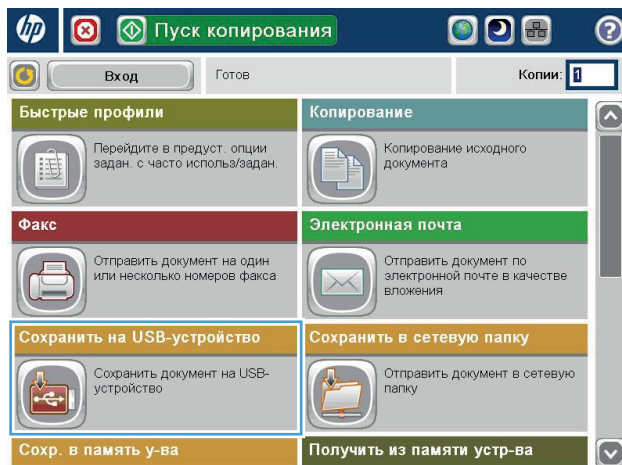 hp
Пуск копирования
?
Вход
Готов
Копии: 1
Быстрые профили
Перейдите в предуст. опции
задан. с часто использ/задан.
Копирование
Копирование исходного
документа
Факс
Отправить документ на один
или несколько номеров факса
Электронная почта
Отправить документ по
электронной почте в качестве
вложения
Сохранить на USB-устройство
Сохранить документ на USB-
устройство
Сохранить в сетевую папку
Отправить документ в сетевую
папку
Сохр. в память у-ва
Получить из памяти устр-ва